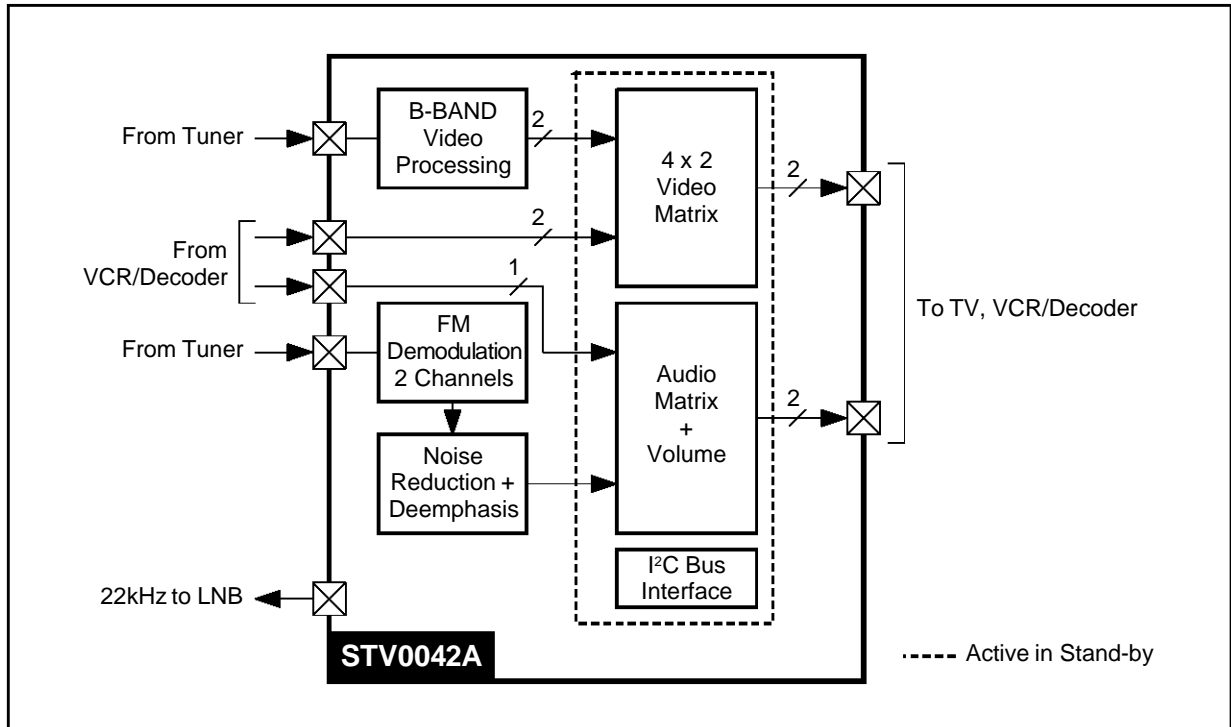 B-BAND
Video
Processing
From Tuner
2
4 x 2
Video
Matrix
2
2
From
VCR/Decoder
1
To TV, VCR/Decoder
FM
Demodulation
2 Channels
From Tuner
Audio
Matrix
+
Volume
2
Noise
Reduction +
Deemphasis
I²C Bus
Interface
22kHz to LNB
STV0042A
Active in Stand-by